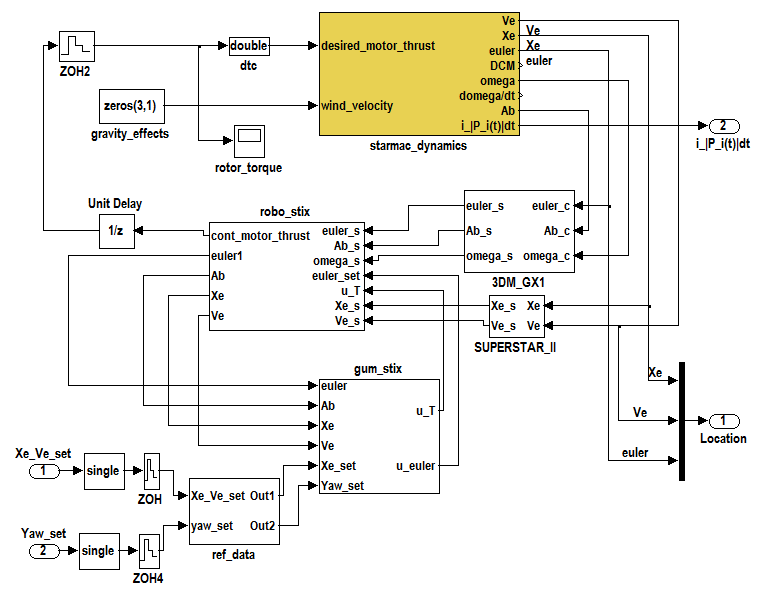 Ve
Ve
Xe
Xe
euler
euler
DCM
omega
domega/dt
Ab
i_|P_i(t)|dt
desired_motor_thrust
wind_velocity
starmac_dynamics
ZOH2
double
dtc
zeros(3,1)
gravity_effects
rotor_torque
2
i_|P_i(t)|dt
Unit Delay
1/z
robo_stix
cont_motor_thrust
euler1
Ab
Xe
Ve
euler_s
Ab_s
omega_s
euler_set
u_T
Xe_s
Ve_s
euler_s
euler_c
Ab_s
Ab_c
omega_s
omega_c
3DM_GX1
Xe_s
Xe
Ve_s
Ve
SUPERSTAR_II
gum_stix
euler
Ab
Xe
Ve
Xe_set
Yaw_set
u_T
u_euler
Xe
Ve
euler
1
Location
Xe_Ve_set
1
single
ZOH
Xe_Ve_set
Out1
yaw_set
Out2
ref_data
Yaw_set
2
single
ZOH4